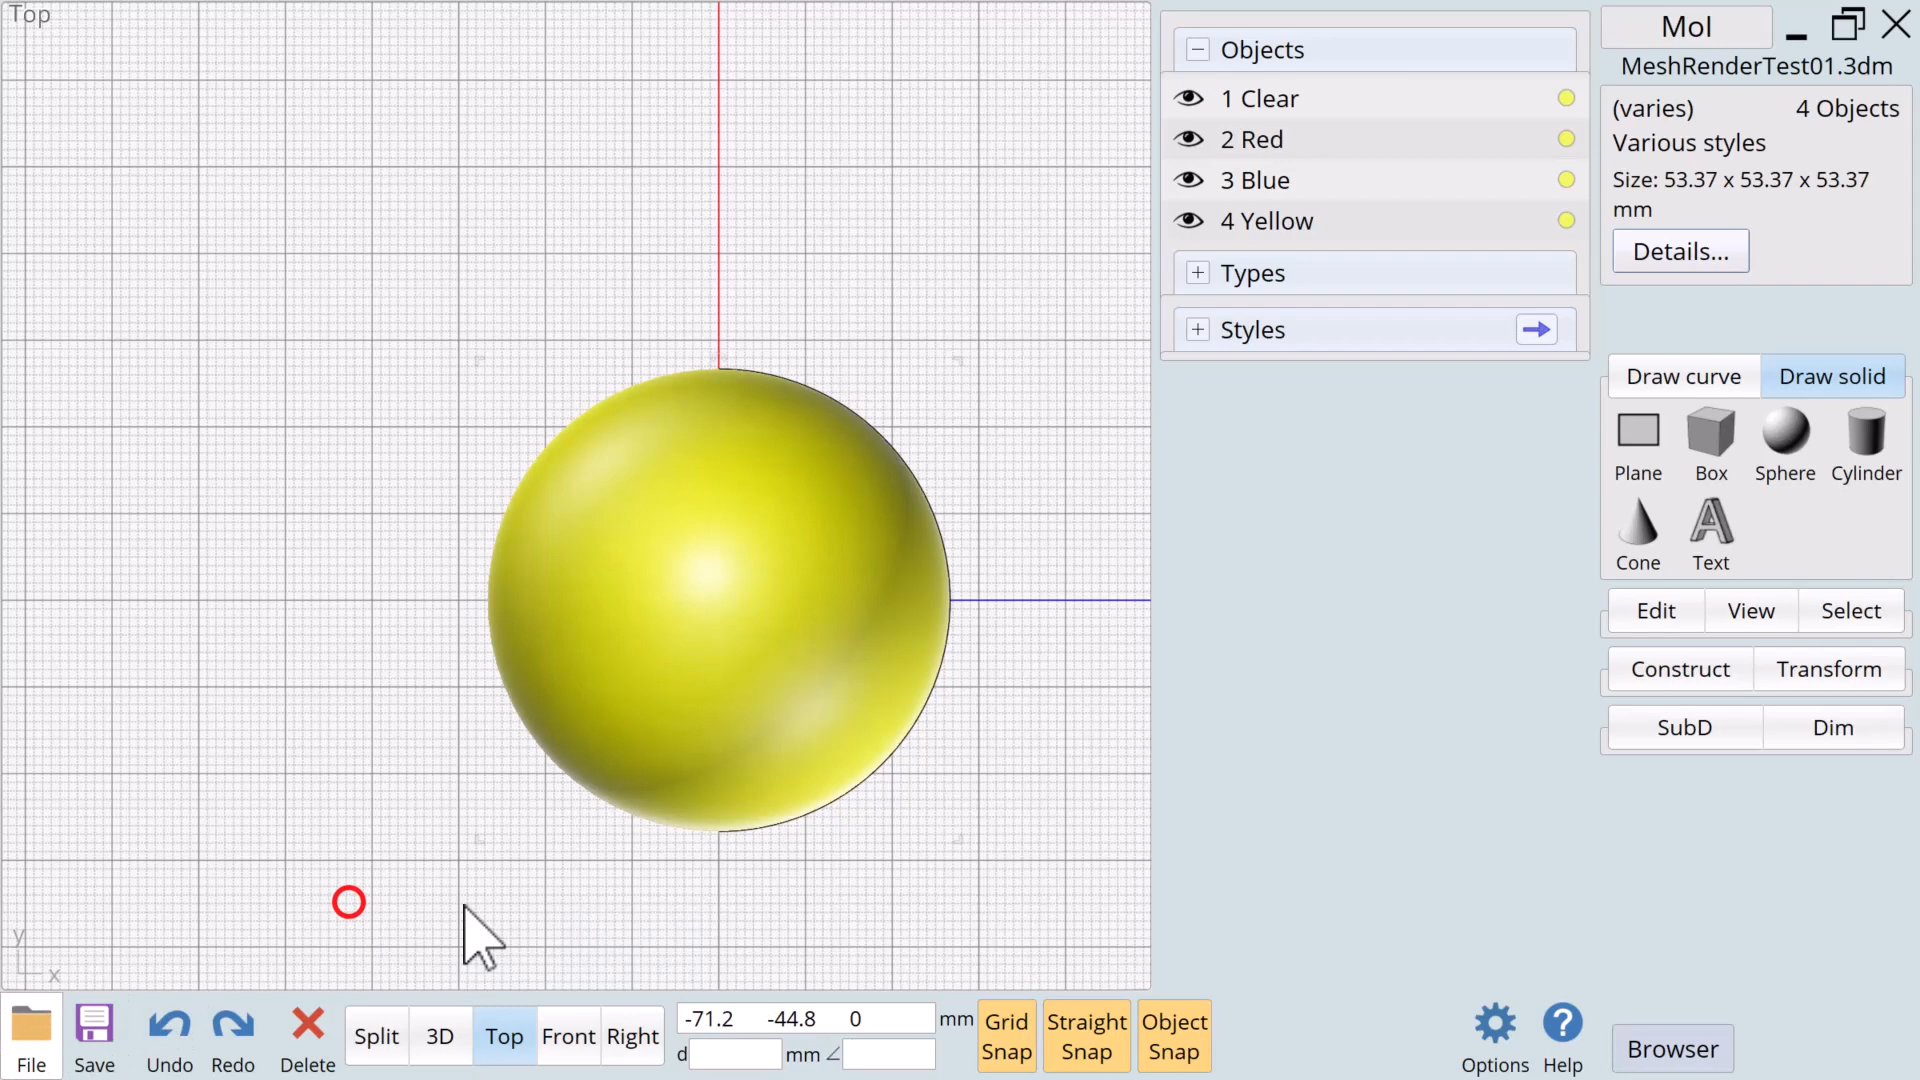 Top
Objects
1 Clear
2 Red
3 Blue
4 Yellow
Types
Styles
MoI
MeshRenderTest01.3dm
(varies) 4 Objects
Various styles
Size: 53.37 x 53.37 x 53.37
mm
Details...
Draw curve Draw solid
Plane Box Sphere Cylinder
Cone Text
Edit View Select
Construct Transform
SubD Dim
y
x
File Save Undo Redo Delete
Split 3D Top Front Right
-71.2 -44.8 0 mm
d mm ∠
Grid
Snap
Straight
Snap
Object
Snap
Options Help
Browser